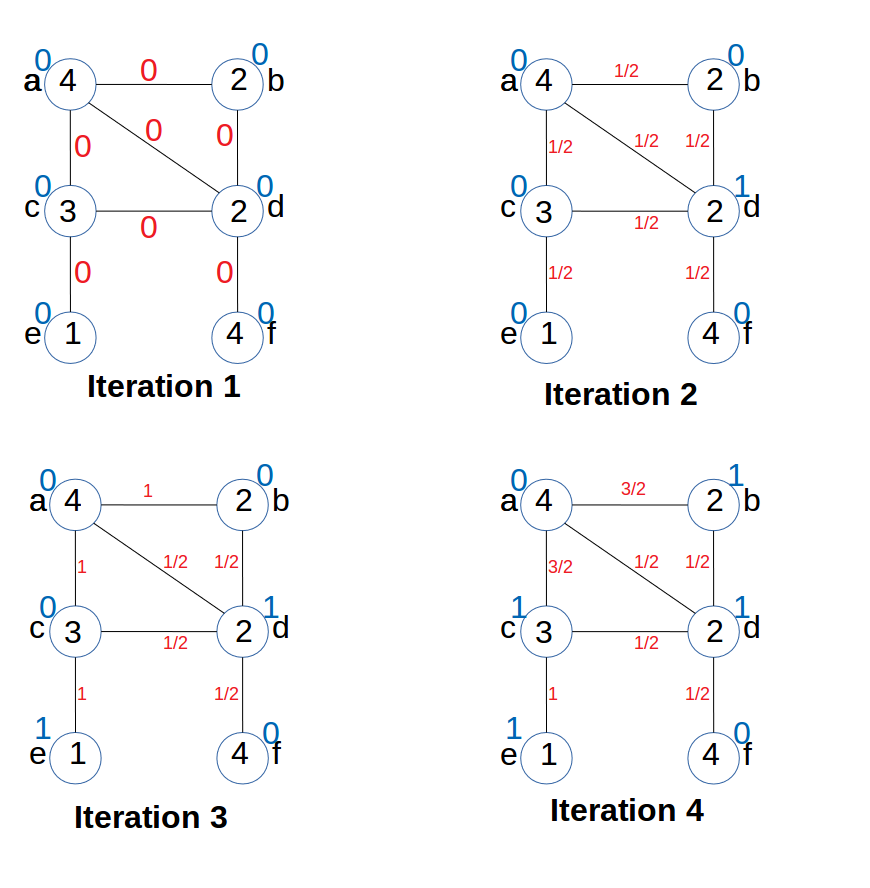 0 0
a 4 0 2 b
0 0 0
0 0
c 3 2 d
0
0 0
0 0
e 1 4 f
Iteration 1
0 0
a 4 1/2 2 b
1/2 1/2 1/2
0 1
c 3 2 d
1/2
1/2 1/2
0 0
e 1 4 f
Iteration 2
0 0
a 4 1 2 b
1 1/2 1/2
0 1
c 3 2 d
1/2
1 1/2
1 0
e 1 4 f
Iteration 3
0 1
a 4 3/2 2 b
3/2 1/2 1/2
1 1
c 3 2 d
1/2
1 1/2
1 0
e 1 4 f
Iteration 4